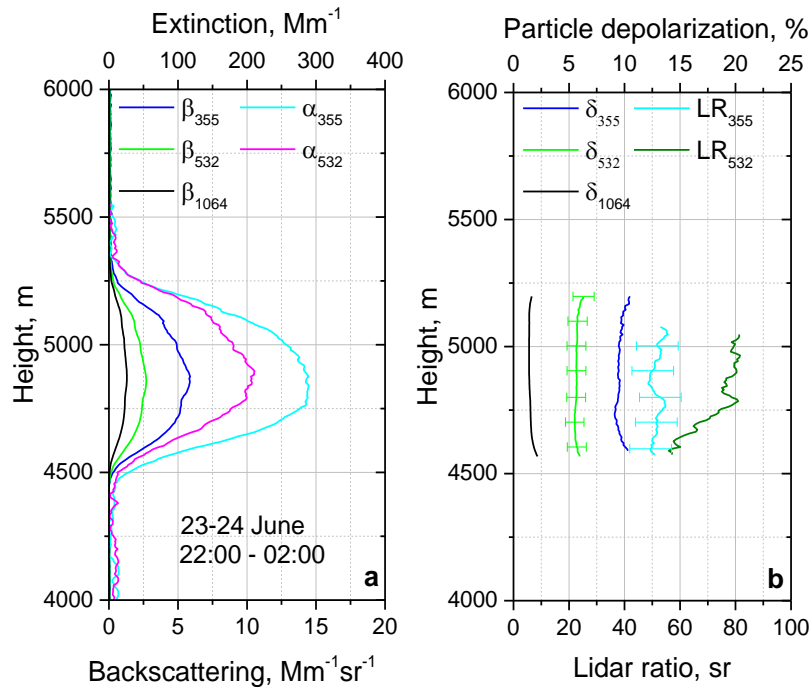 Extinction, Mm⁻¹
0 100 200 300 400
6000
5500
5000
4500
4000
Height, m
β₃₅₅ α₃₅₅
β₅₃₂ α₅₃₂
β₁₀₆₄
23-24 June
22:00 - 02:00
a
0 5 10 15 20
Backscattering, Mm⁻¹sr⁻¹
Particle depolarization, %
0 5 10 15 20 25
6000
5500
5000
4500
4000
Height, m
δ₃₅₅ LR₃₅₅
δ₅₃₂ LR₅₃₂
δ₁₀₆₄
b
0 20 40 60 80 100
Lidar ratio, sr